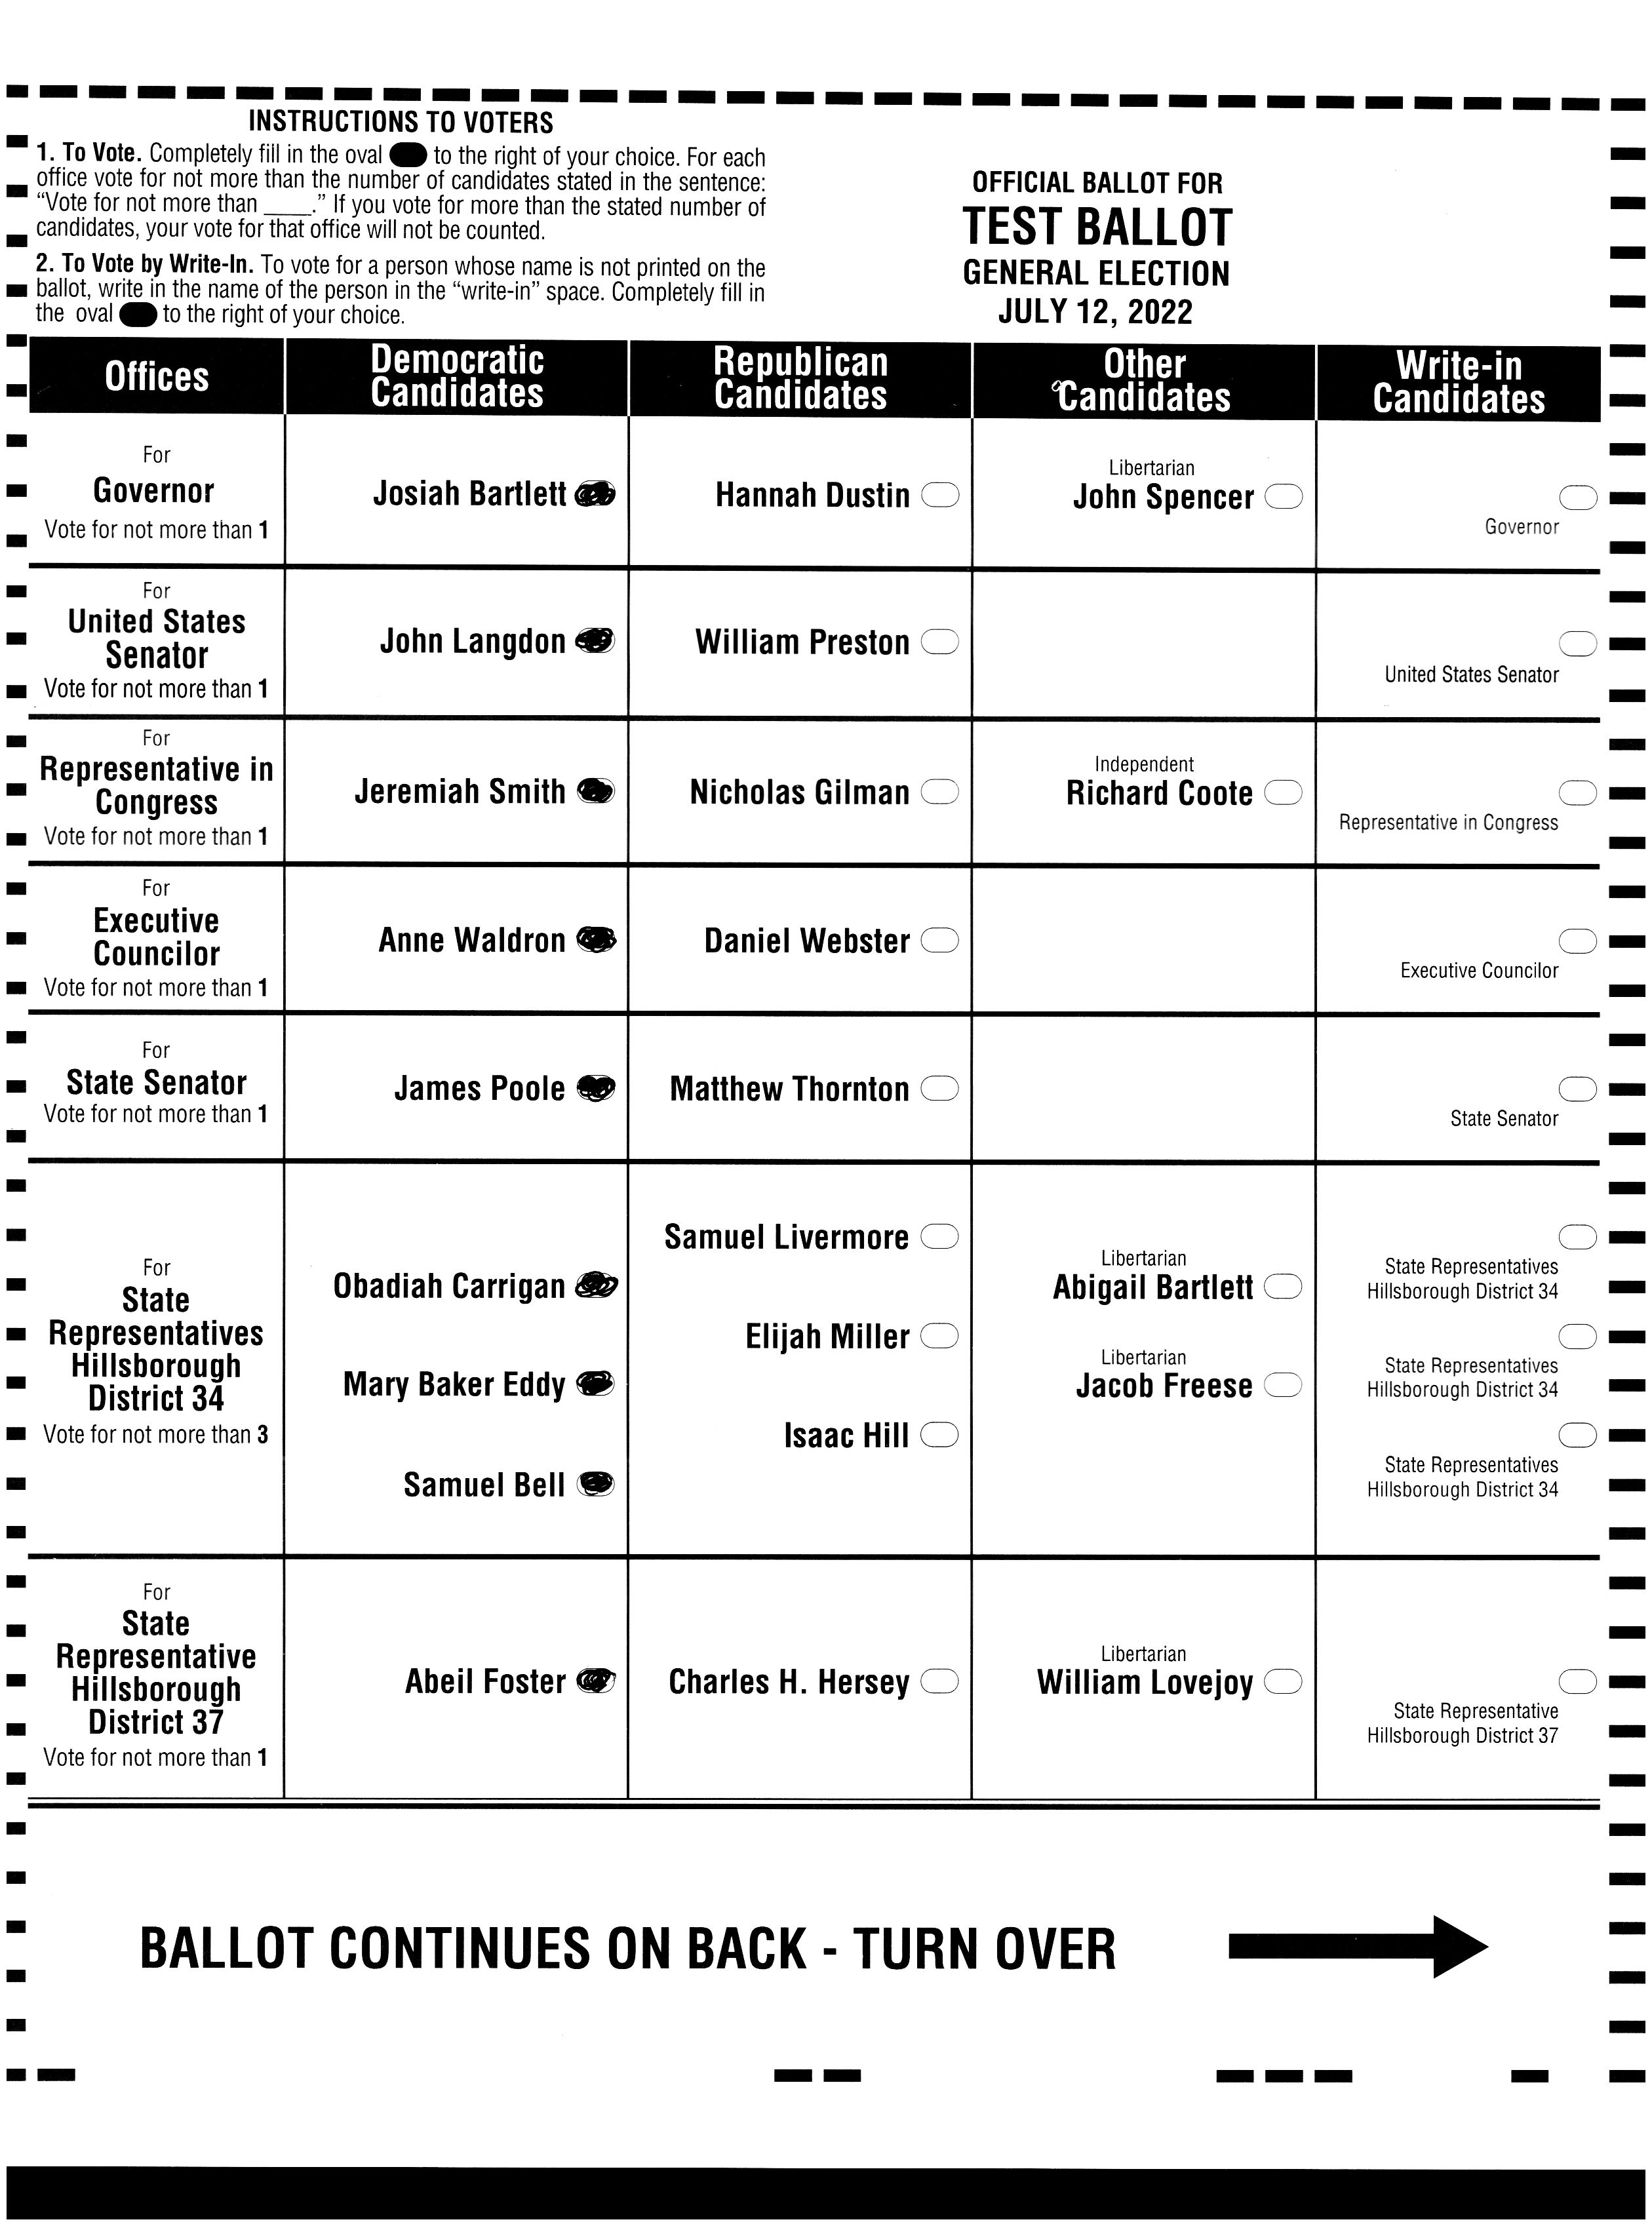 INSTRUCTIONS TO VOTERS
1. To Vote. Completely fill in the oval to the right of your choice. For each
office vote for not more than the number of candidates stated in the sentence:
“Vote for not more than ____.” If you vote for more than the stated number of
candidates, your vote for that office will not be counted.
2. To Vote by Write-In. To vote for a person whose name is not printed on the
ballot, write in the name of the person in the “write-in” space. Completely fill in
the oval to the right of your choice.
OFFICIAL BALLOT FOR
TEST BALLOT
GENERAL ELECTION
JULY 12, 2022
Offices
Democratic
Candidates
Republican
Candidates
Other
Candidates
Write-in
Candidates
For
Governor
Vote for not more than 1
Josiah Bartlett
Hannah Dustin
Libertarian
John Spencer
Governor
For
United States
Senator
Vote for not more than 1
John Langdon
William Preston
United States Senator
For
Representative in
Congress
Vote for not more than 1
Jeremiah Smith
Nicholas Gilman
Independent
Richard Coote
Representative in Congress
For
Executive
Councilor
Vote for not more than 1
Anne Waldron
Daniel Webster
Executive Councilor
For
State Senator
Vote for not more than 1
James Poole
Matthew Thornton
State Senator
For
State
Representatives
Hillsborough
District 34
Vote for not more than 3
Obadiah Carrigan
Mary Baker Eddy
Samuel Bell
Samuel Livermore
Elijah Miller
Isaac Hill
Libertarian
Abigail Bartlett
Libertarian
Jacob Freese
State Representatives
Hillsborough District 34
State Representatives
Hillsborough District 34
State Representatives
Hillsborough District 34
For
State
Representative
Hillsborough
District 37
Vote for not more than 1
Abeil Foster
Charles H. Hersey
Libertarian
William Lovejoy
State Representative
Hillsborough District 37
BALLOT CONTINUES ON BACK - TURN OVER